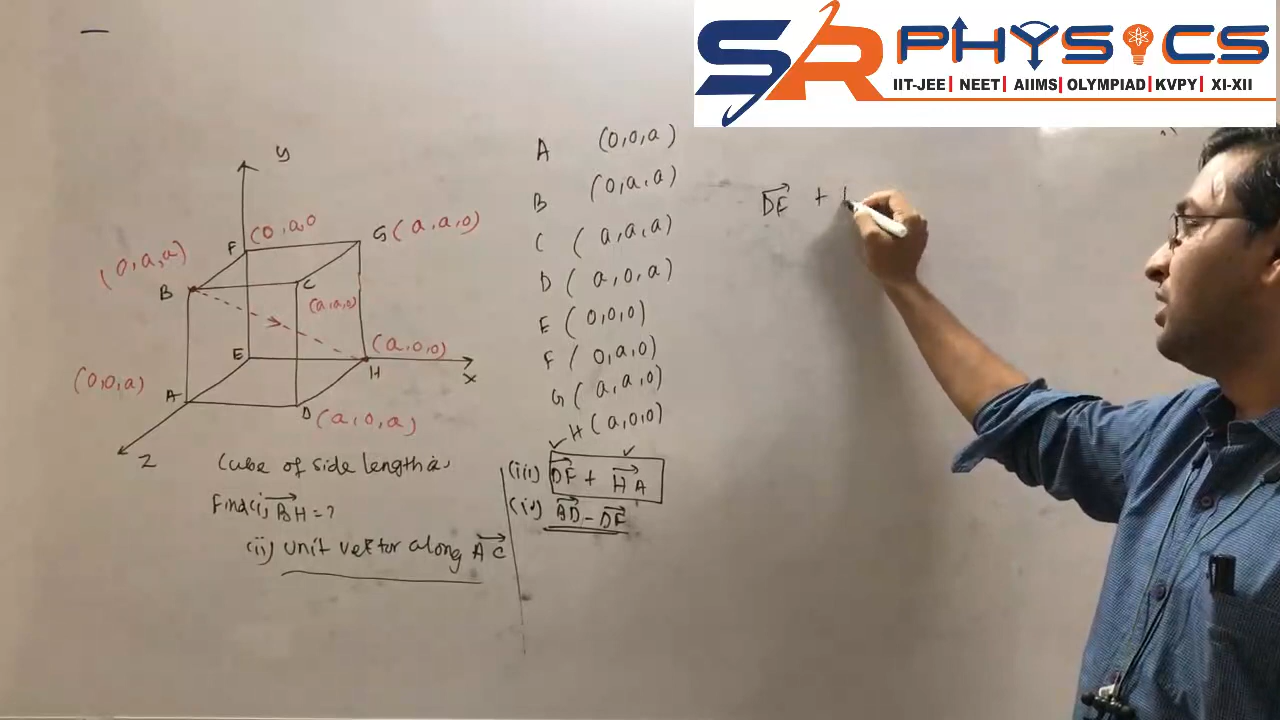 SR PHYSICS
IIT-JEE | NEET | AIIMS | OLYMPIAD | KVPY | XI-XII
y
F (0,a,0
G (a,a,0)
(0,a,a)
B
C
(a,a,a)
E
(a,0,0)
H
x
(0,0,a)
A
D (a,0,a)
z
Cube of side length a.
Find (i) BH = ?
(ii) unit vector along AC
A (0,0,a)
B (0,a,a)
C (a,a,a)
D (a,0,a)
E (0,0,0)
F (0,a,0)
G (a,a,0)
H (a,0,0)
(iii) DF + HA
(iv) BD - DF
DF +